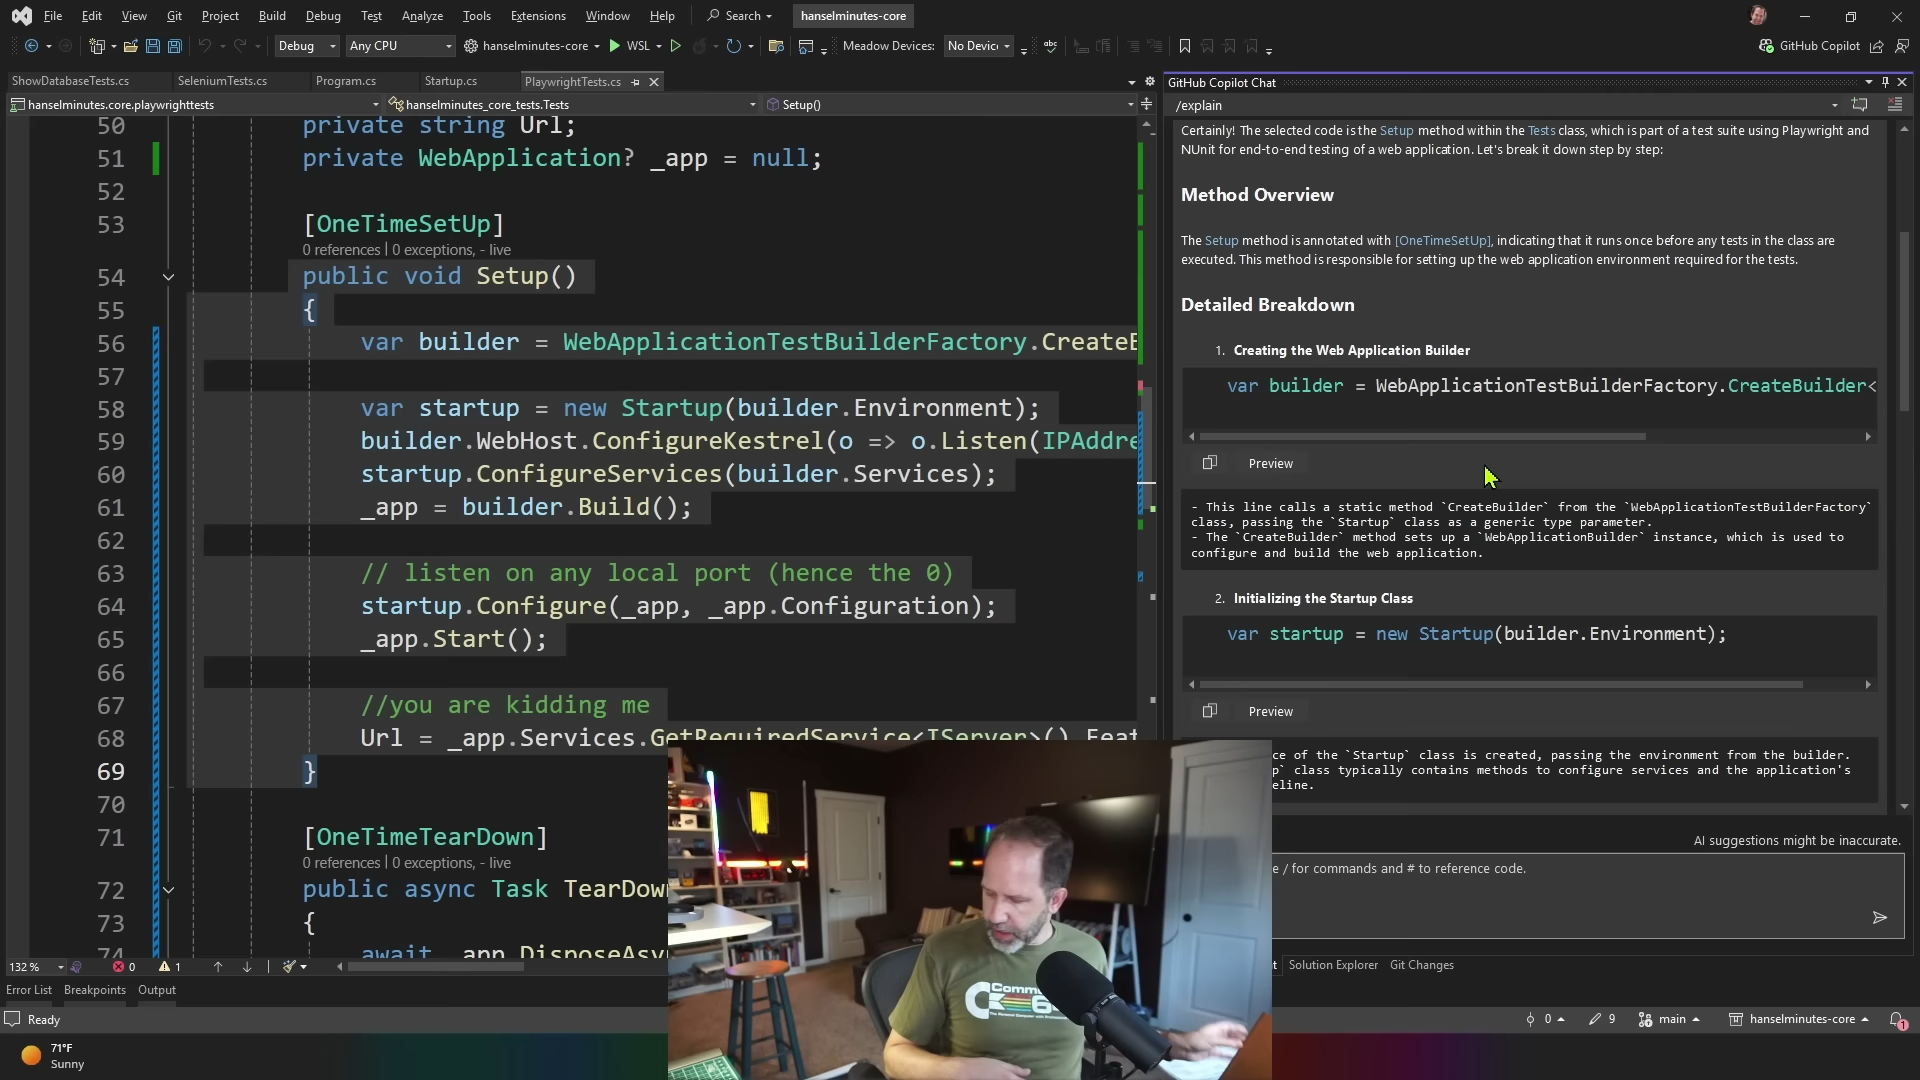 File Edit View Git Project Build Debug Test Analyze Tools Extensions Window Help Search hanselminutes-core
Debug Any CPU hanselminutes-core WSL Meadow Devices: No Devic GitHub Copilot
ShowDatabaseTests.cs SeleniumTests.cs Program.cs Startup.cs PlaywrightTests.cs
hanselminutes.core.playwrighttests hanselminutes_core_tests.Tests Setup()
50 private string Url;
51 private WebApplication? _app = null;
52
53 [OneTimeSetUp]
0 references | 0 exceptions, - live
54 public void Setup()
55 {
56 var builder = WebApplicationTestBuilderFactory.CreateB
57
58 var startup = new Startup(builder.Environment);
59 builder.WebHost.ConfigureKestrel(o => o.Listen(IPAddre
60 startup.ConfigureServices(builder.Services);
61 _app = builder.Build();
62
63 // listen on any local port (hence the 0)
64 startup.Configure(_app, _app.Configuration);
65 _app.Start();
66
67 //you are kidding me
68 Url = _app.Services.GetRequiredService<IServer>().Feat
69 }
70
71 [OneTimeTearDown]
0 references | 0 exceptions, - live
72 public async Task TearDow
73 {
74 await _app.DisposeAsy
132 % 0 1
Error List Breakpoints Output
Ready
71°F
Sunny
GitHub Copilot Chat
/explain
Certainly! The selected code is the Setup method within the Tests class, which is part of a test suite using Playwright and
NUnit for end-to-end testing of a web application. Let's break it down step by step:
Method Overview
The Setup method is annotated with [OneTimeSetUp], indicating that it runs once before any tests in the class are
executed. This method is responsible for setting up the web application environment required for the tests.
Detailed Breakdown
1. Creating the Web Application Builder
var builder = WebApplicationTestBuilderFactory.CreateBuilder<
Preview
- This line calls a static method `CreateBuilder` from the `WebApplicationTestBuilderFactory`
class, passing the `Startup` class as a generic type parameter.
- The `CreateBuilder` method sets up a `WebApplicationBuilder` instance, which is used to
configure and build the web application.
2. Initializing the Startup Class
var startup = new Startup(builder.Environment);
Preview
ce of the `Startup` class is created, passing the environment from the builder.
p` class typically contains methods to configure services and the application's
eline.
AI suggestions might be inaccurate.
e / for commands and # to reference code.
t Solution Explorer Git Changes
0 9 main hanselminutes-core 1